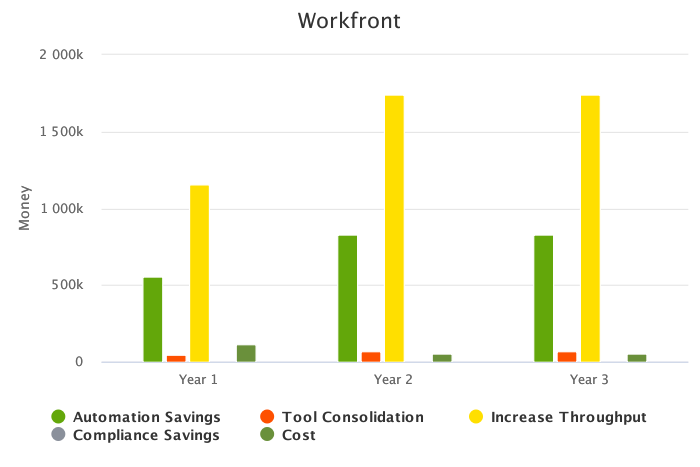 Workfront
2 000k
1 500k
1 000k
500k
0
Money
Year 1 Year 2 Year 3
Automation Savings Tool Consolidation Increase Throughput
Compliance Savings Cost